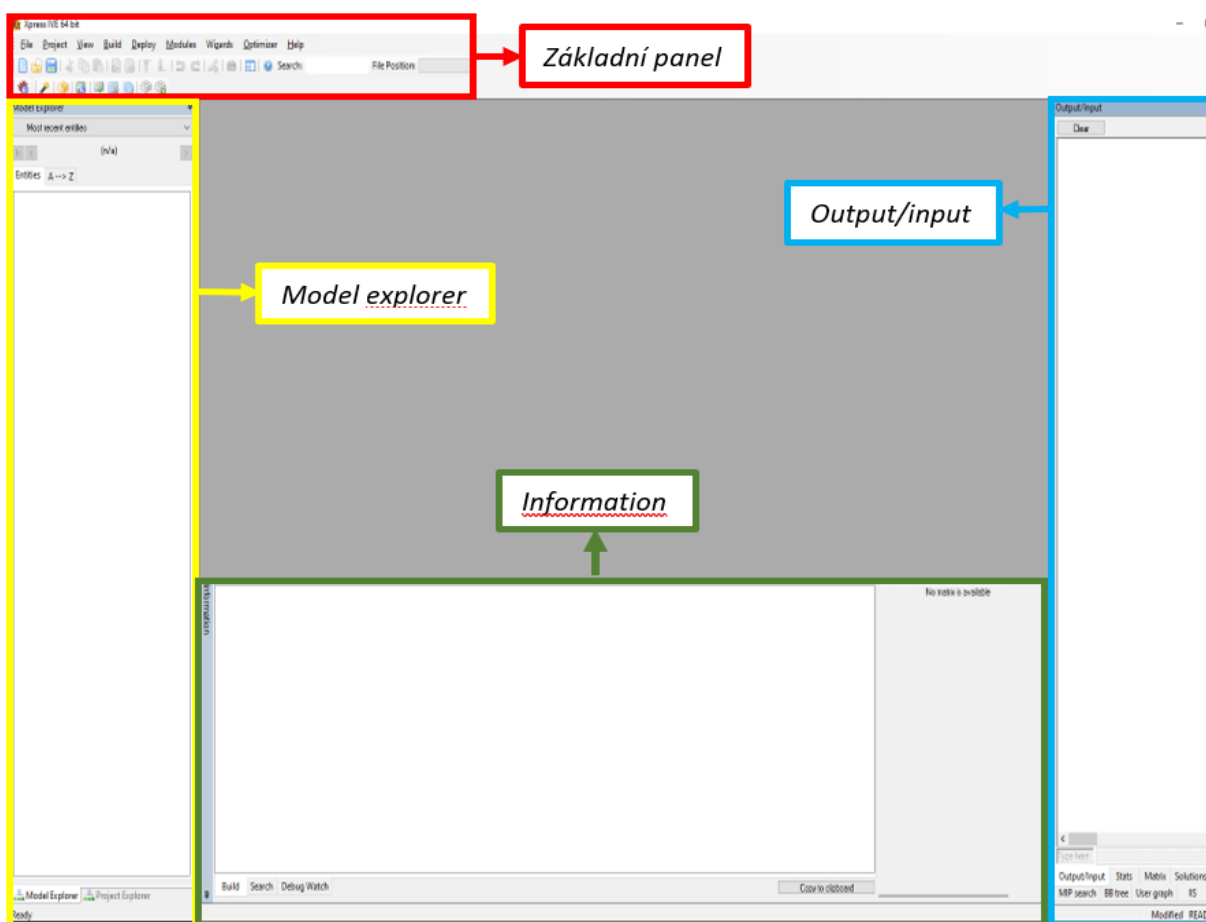 Xpress IVE 64 bit
File Project View Build Deploy Modules Wizards Optimizer Help
Search: File Position:
Základní panel
Model Explorer
Most recent entities
(n/a)
Entities A --> Z
Output/input
Clear
Output/input
Model explorer
Information
Information
No matrix is available
Build Search Debug Watch
Copy to clipboard
Type here
Output/Input Stats Matrix Solutions
MIP search BB tree User graph IIS
Model Explorer Project Explorer
Ready
Modified READ